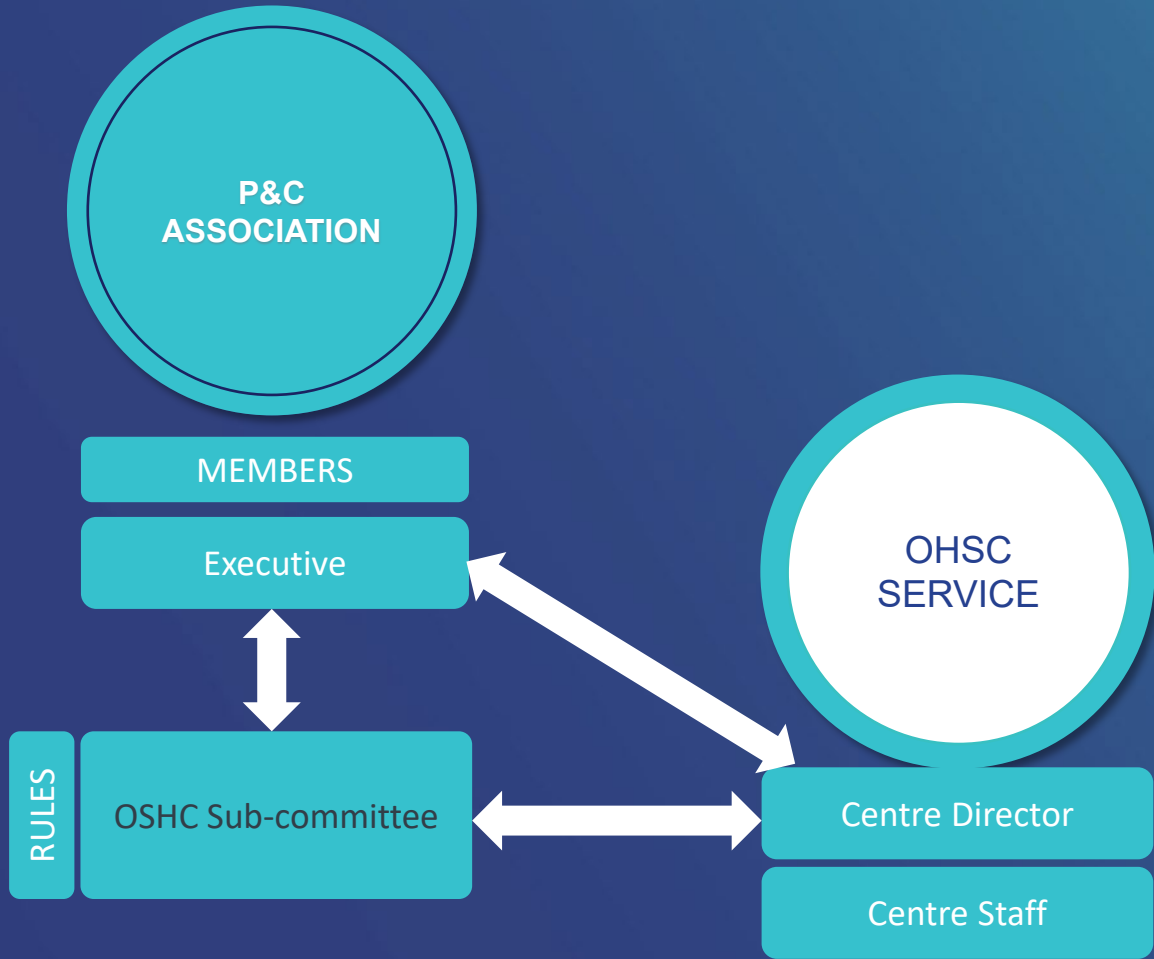 P&C
ASSOCIATION
MEMBERS
Executive
OHSC
SERVICE
RULES
OSHC Sub-committee
Centre Director
Centre Staff